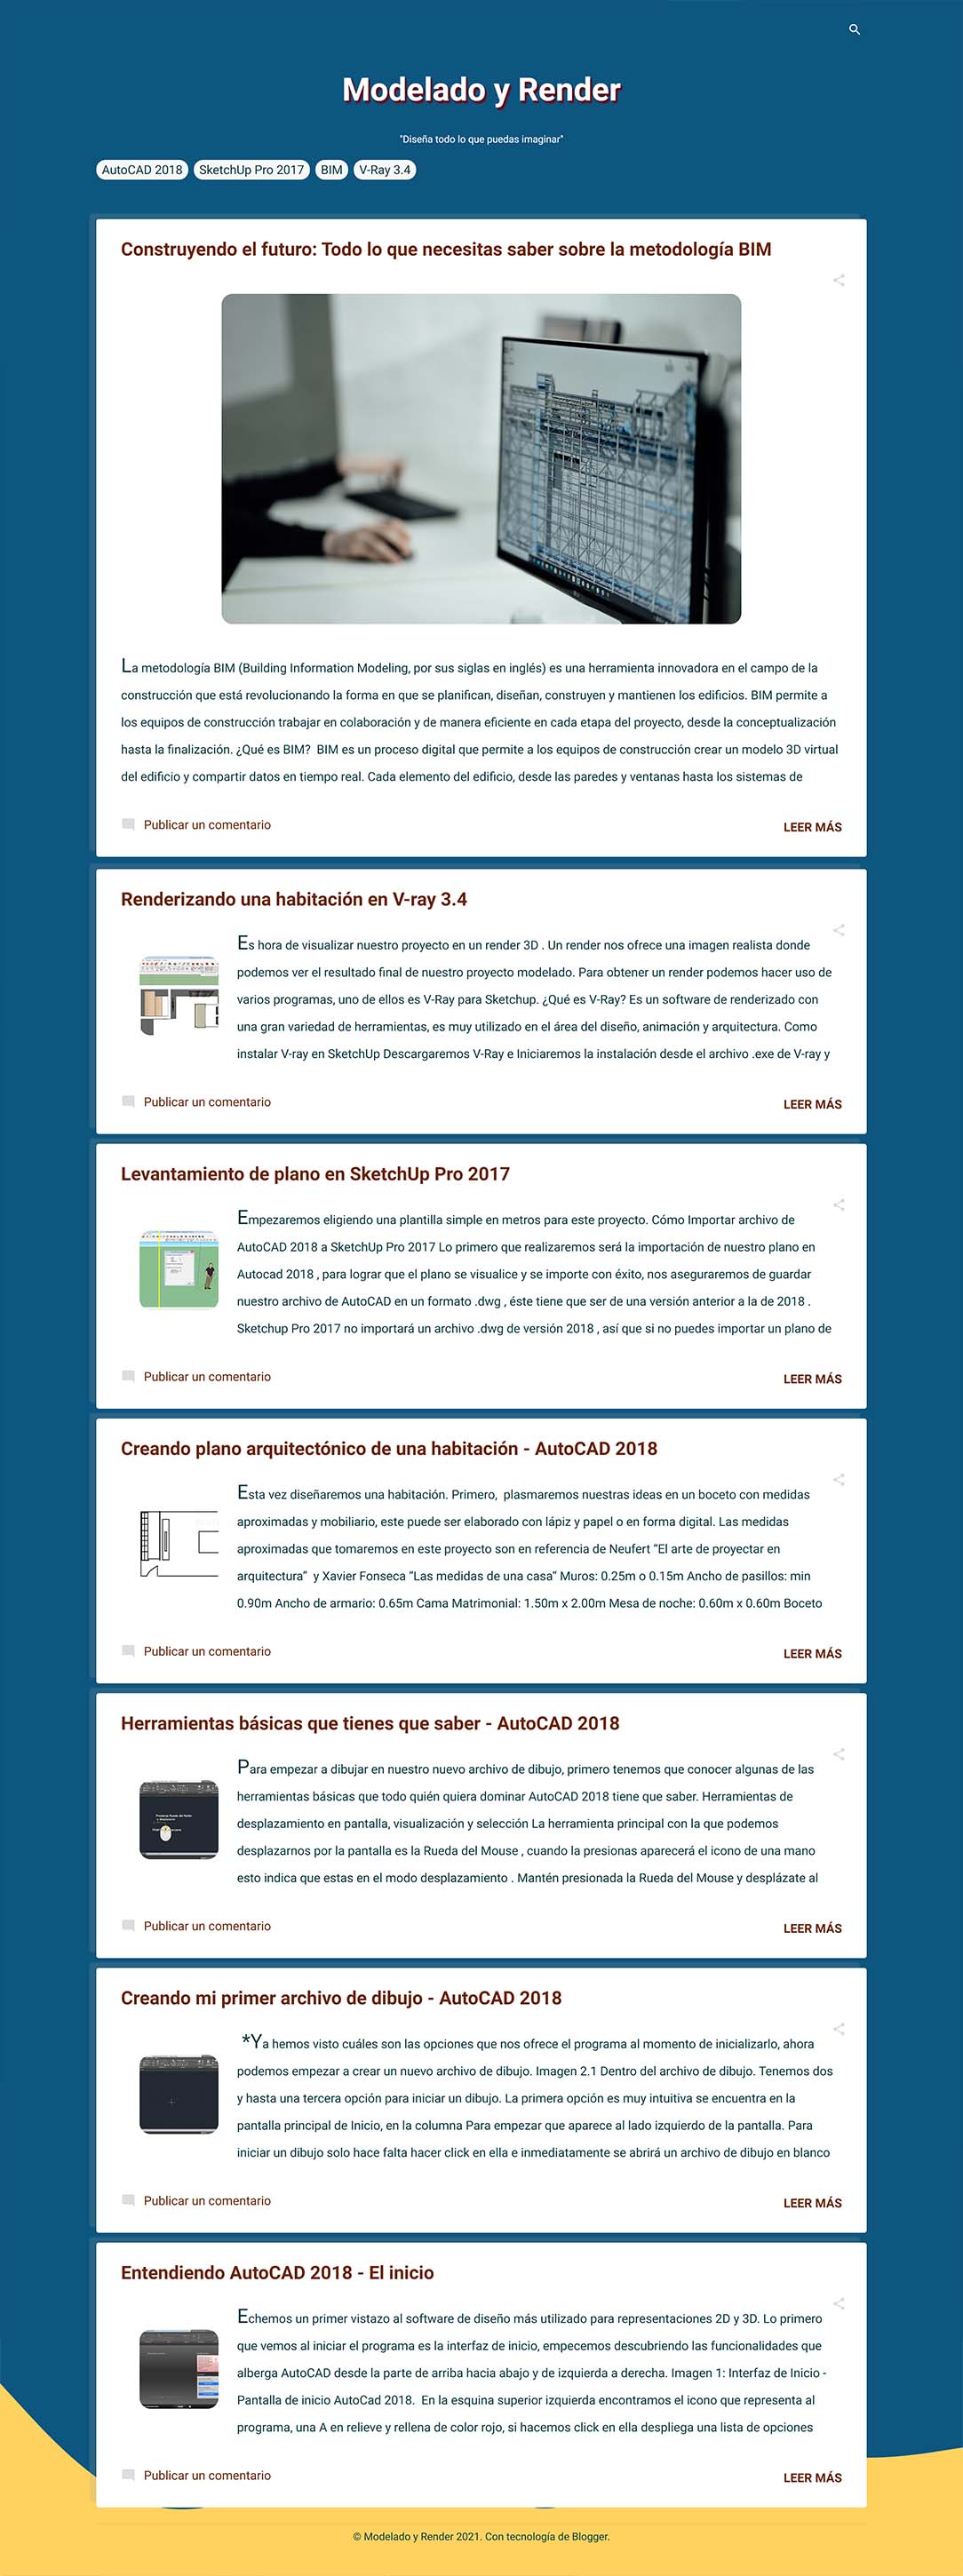 Modelado y Render
"Diseña todo lo que puedas imaginar"
AutoCAD 2018 SketchUp Pro 2017 BIM V-Ray 3.4
Construyendo el futuro: Todo lo que necesitas saber sobre la metodología BIM
La metodología BIM (Building Information Modeling, por sus siglas en inglés) es una herramienta innovadora en el campo de la
construcción que está revolucionando la forma en que se planifican, diseñan, construyen y mantienen los edificios. BIM permite a
los equipos de construcción trabajar en colaboración y de manera eficiente en cada etapa del proyecto, desde la conceptualización
hasta la finalización. ¿Qué es BIM?  BIM es un proceso digital que permite a los equipos de construcción crear un modelo 3D virtual
del edificio y compartir datos en tiempo real. Cada elemento del edificio, desde las paredes y ventanas hasta los sistemas de
Publicar un comentario
LEER MÁS
Renderizando una habitación en V-ray 3.4
Es hora de visualizar nuestro proyecto en un render 3D . Un render nos ofrece una imagen realista donde
podemos ver el resultado final de nuestro proyecto modelado. Para obtener un render podemos hacer uso de
varios programas, uno de ellos es V-Ray para Sketchup. ¿Qué es V-Ray? Es un software de renderizado con
una gran variedad de herramientas, es muy utilizado en el área del diseño, animación y arquitectura. Como
instalar V-ray en SketchUp Descargaremos V-Ray e Iniciaremos la instalación desde el archivo .exe de V-ray y
Publicar un comentario
LEER MÁS
Levantamiento de plano en SketchUp Pro 2017
Empezaremos eligiendo una plantilla simple en metros para este proyecto. Cómo Importar archivo de
AutoCAD 2018 a SketchUp Pro 2017 Lo primero que realizaremos será la importación de nuestro plano en
Autocad 2018 , para lograr que el plano se visualice y se importe con éxito, nos aseguraremos de guardar
nuestro archivo de AutoCAD en un formato .dwg , éste tiene que ser de una versión anterior a la de 2018 .
Sketchup Pro 2017 no importará un archivo .dwg de versión 2018 , así que si no puedes importar un plano de
Publicar un comentario
LEER MÁS
Creando plano arquitectónico de una habitación - AutoCAD 2018
Esta vez diseñaremos una habitación. Primero,  plasmaremos nuestras ideas en un boceto con medidas
aproximadas y mobiliario, este puede ser elaborado con lápiz y papel o en forma digital. Las medidas
aproximadas que tomaremos en este proyecto son en referencia de Neufert “El arte de proyectar en
arquitectura”  y Xavier Fonseca “Las medidas de una casa“ Muros: 0.25m o 0.15m Ancho de pasillos: min
0.90m Ancho de armario: 0.65m Cama Matrimonial: 1.50m x 2.00m Mesa de noche: 0.60m x 0.60m Boceto
Publicar un comentario
LEER MÁS
Herramientas básicas que tienes que saber - AutoCAD 2018
Para empezar a dibujar en nuestro nuevo archivo de dibujo, primero tenemos que conocer algunas de las
herramientas básicas que todo quién quiera dominar AutoCAD 2018 tiene que saber. Herramientas de
desplazamiento en pantalla, visualización y selección La herramienta principal con la que podemos
desplazarnos por la pantalla es la Rueda del Mouse , cuando la presionas aparecerá el icono de una mano
esto indica que estas en el modo desplazamiento . Mantén presionada la Rueda del Mouse y desplázate al
Publicar un comentario
LEER MÁS
Creando mi primer archivo de dibujo - AutoCAD 2018
*Ya hemos visto cuáles son las opciones que nos ofrece el programa al momento de inicializarlo, ahora
podemos empezar a crear un nuevo archivo de dibujo. Imagen 2.1 Dentro del archivo de dibujo. Tenemos dos
y hasta una tercera opción para iniciar un dibujo. La primera opción es muy intuitiva se encuentra en la
pantalla principal de Inicio, en la columna Para empezar que aparece al lado izquierdo de la pantalla. Para
iniciar un dibujo solo hace falta hacer click en ella e inmediatamente se abrirá un archivo de dibujo en blanco
Publicar un comentario
LEER MÁS
Entendiendo AutoCAD 2018 - El inicio
Echemos un primer vistazo al software de diseño más utilizado para representaciones 2D y 3D. Lo primero
que vemos al iniciar el programa es la interfaz de inicio, empecemos descubriendo las funcionalidades que
alberga AutoCAD desde la parte de arriba hacia abajo y de izquierda a derecha. Imagen 1: Interfaz de Inicio -
Pantalla de inicio AutoCad 2018.  En la esquina superior izquierda encontramos el icono que representa al
programa, una A en relieve y rellena de color rojo, si hacemos click en ella despliega una lista de opciones
Publicar un comentario
LEER MÁS
© Modelado y Render 2021. Con tecnología de Blogger.